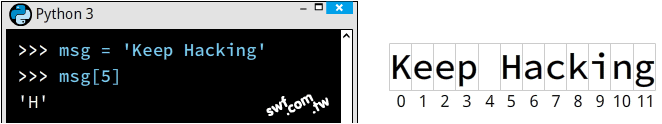 Python 3
>>> msg = 'Keep Hacking'
>>> msg[5]
'H'
swf.com.tw
Keep Hacking
0 1 2 3 4 5 6 7 8 9 10 11